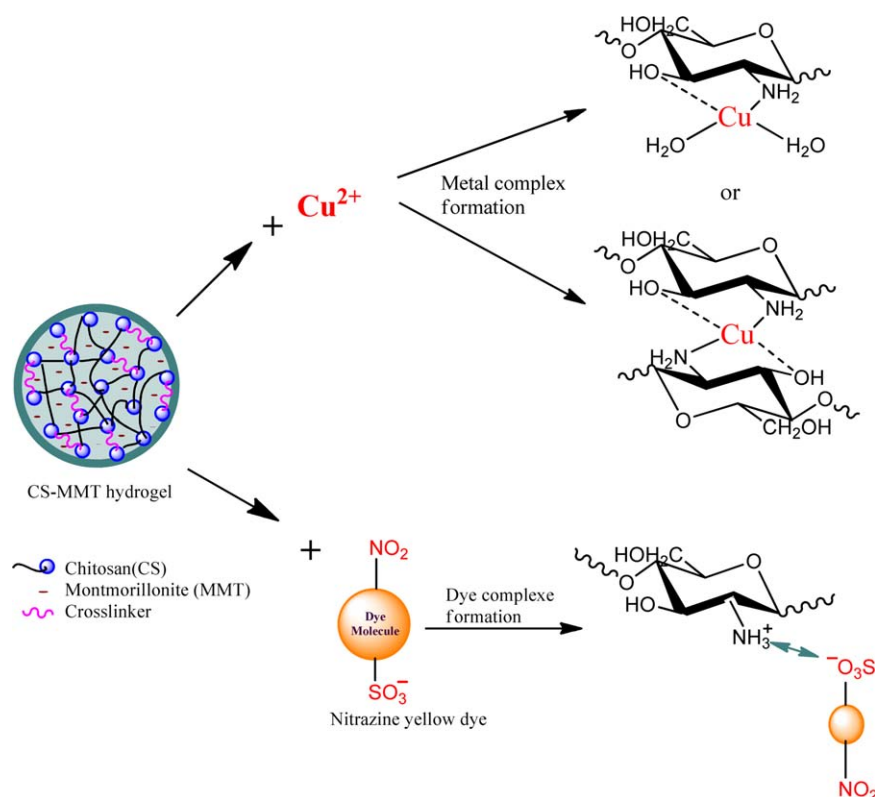 HOH₂C
O
O
HO
NH₂
Cu
H₂O
H₂O
+ Cu²⁺
Metal complex
formation
or
HOH₂C
O
O
HO
NH₂
Cu
H₂N
OH
O
O
CH₂OH
CS-MMT hydrogel
Chitosan(CS)
Montmorillonite (MMT)
Crosslinker
+
NO₂
Dye
Molecule
SO₃⁻
Nitrazine yellow dye
Dye complexe
formation
HOH₂C
O
O
HO
NH₃⁺
⁻O₃S
NO₂